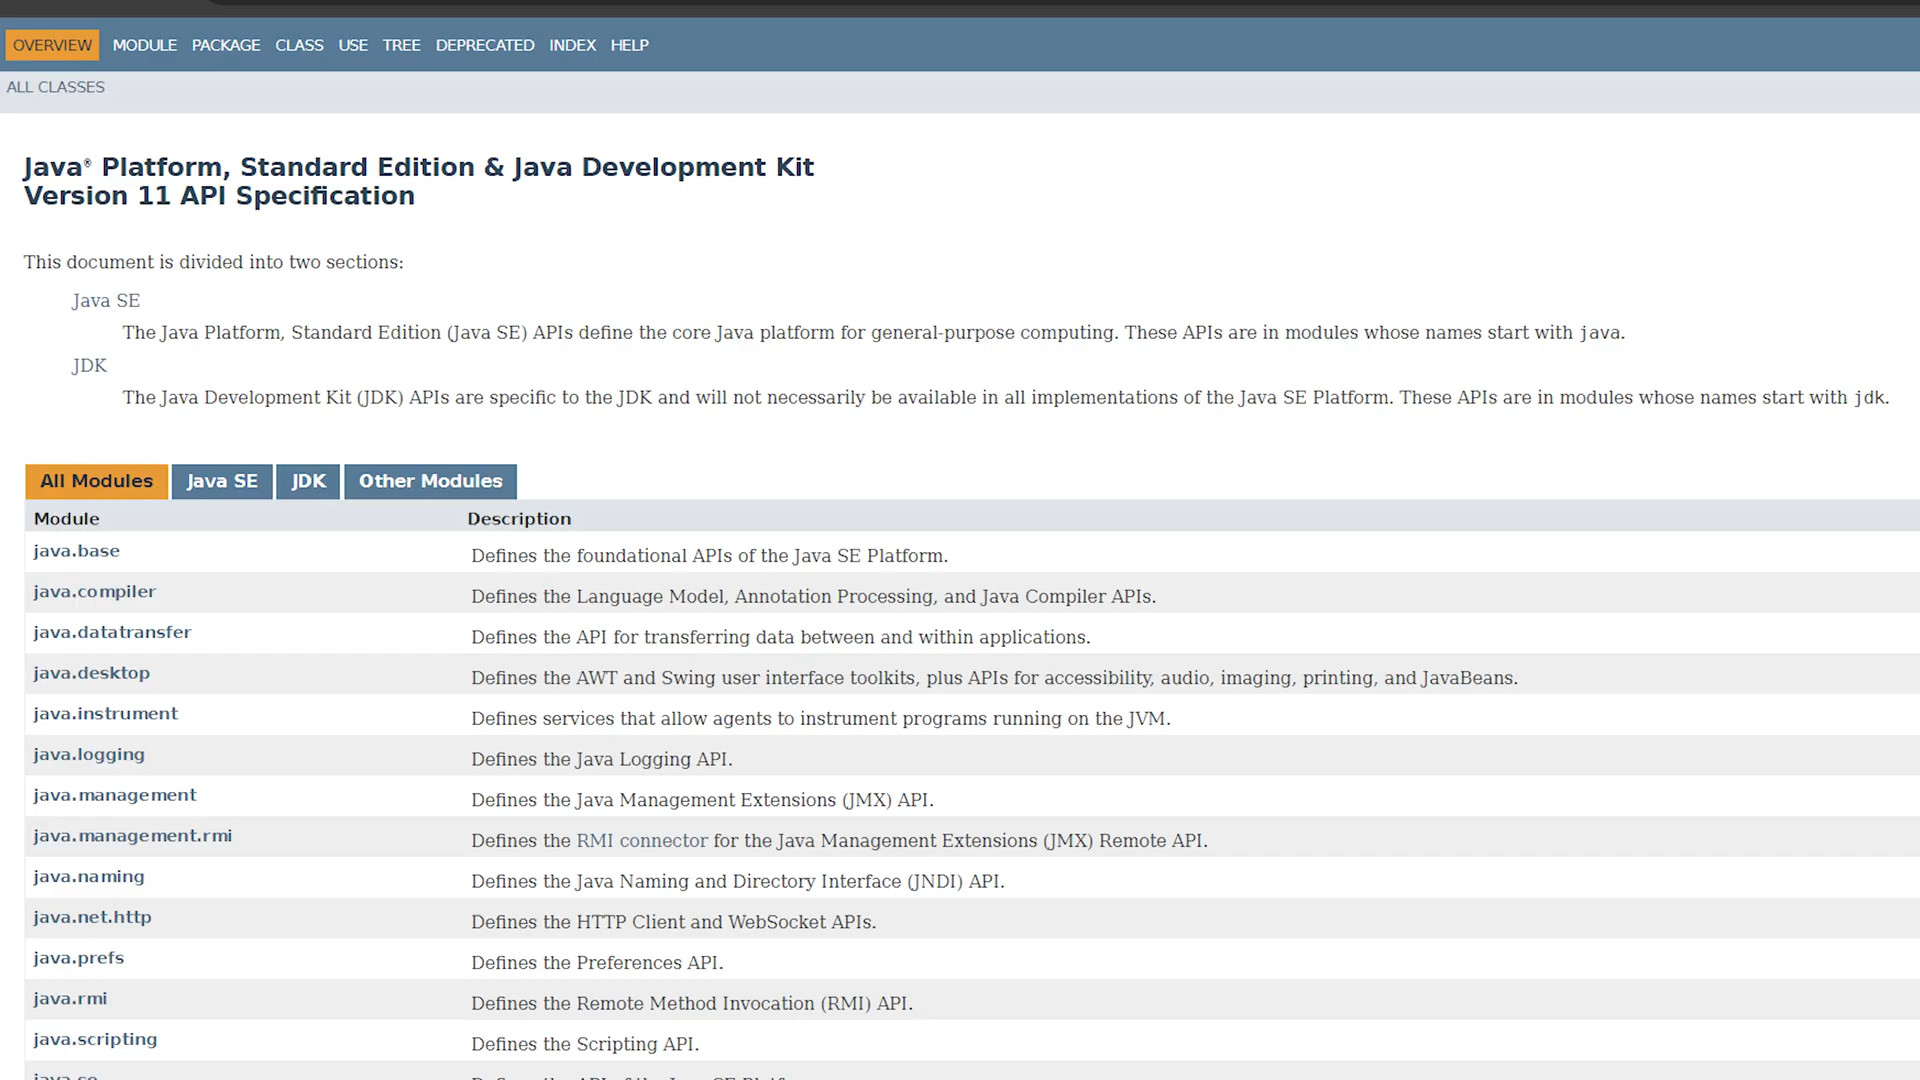 OVERVIEW MODULE PACKAGE CLASS USE TREE DEPRECATED INDEX HELP
ALL CLASSES
Java® Platform, Standard Edition & Java Development Kit
Version 11 API Specification
This document is divided into two sections:
Java SE
The Java Platform, Standard Edition (Java SE) APIs define the core Java platform for general-purpose computing. These APIs are in modules whose names start with java.
JDK
The Java Development Kit (JDK) APIs are specific to the JDK and will not necessarily be available in all implementations of the Java SE Platform. These APIs are in modules whose names start with jdk.
All Modules Java SE JDK Other Modules
Module Description
java.base Defines the foundational APIs of the Java SE Platform.
java.compiler Defines the Language Model, Annotation Processing, and Java Compiler APIs.
java.datatransfer Defines the API for transferring data between and within applications.
java.desktop Defines the AWT and Swing user interface toolkits, plus APIs for accessibility, audio, imaging, printing, and JavaBeans.
java.instrument Defines services that allow agents to instrument programs running on the JVM.
java.logging Defines the Java Logging API.
java.management Defines the Java Management Extensions (JMX) API.
java.management.rmi Defines the RMI connector for the Java Management Extensions (JMX) Remote API.
java.naming Defines the Java Naming and Directory Interface (JNDI) API.
java.net.http Defines the HTTP Client and WebSocket APIs.
java.prefs Defines the Preferences API.
java.rmi Defines the Remote Method Invocation (RMI) API.
java.scripting Defines the Scripting API.